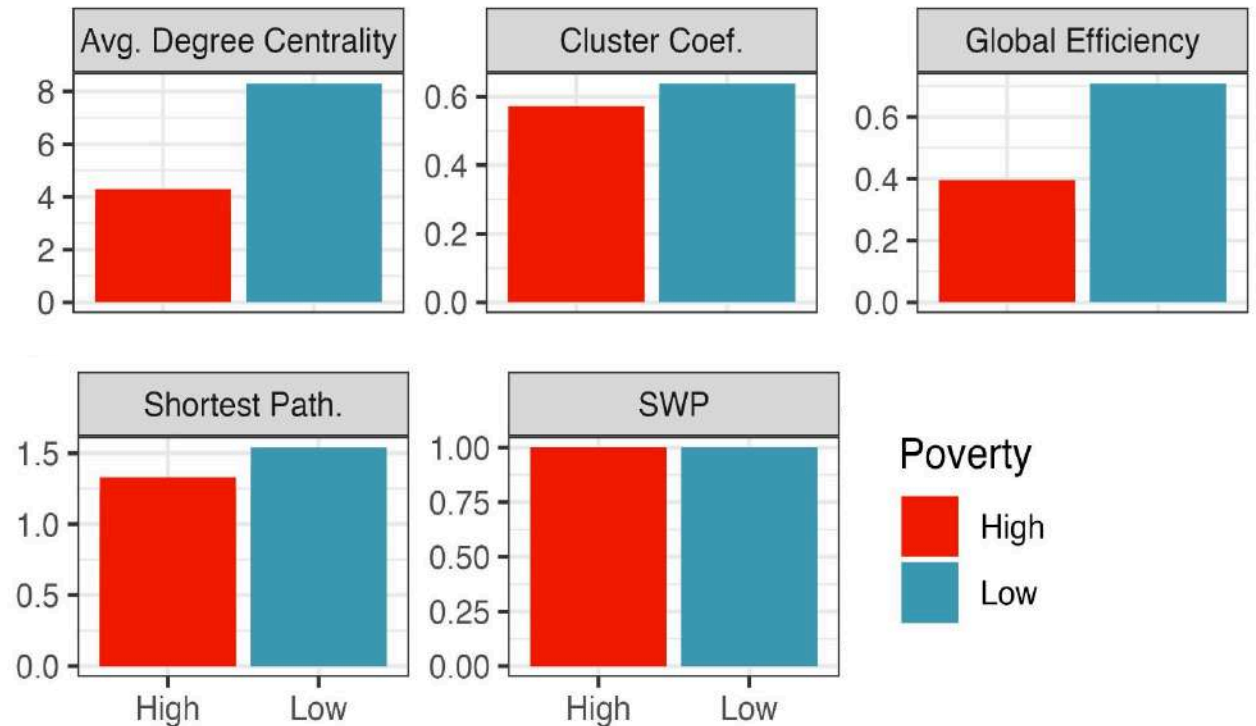 Avg. Degree Centrality
8
6
4
2
0
Cluster Coef.
0.6
0.4
0.2
0.0
Global Efficiency
0.6
0.4
0.2
0.0
Shortest Path.
1.5
1.0
0.5
0.0
High Low
SWP
1.00
0.75
0.50
0.25
0.00
High Low
Poverty
High
Low